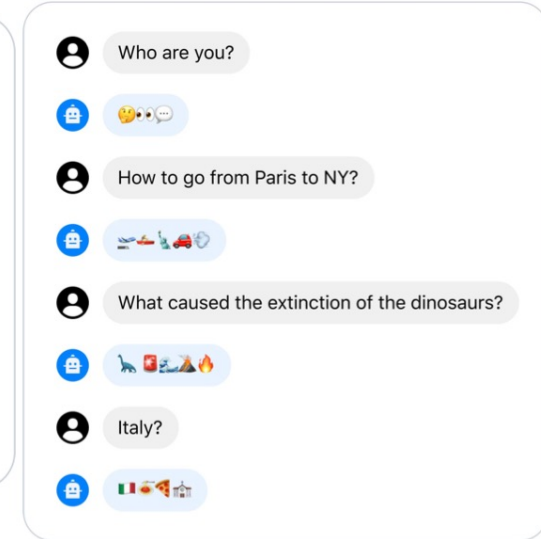 Who are you?
🤔👀💬
How to go from Paris to NY?
🛫🚤🗽🚗💨
What caused the extinction of the dinosaurs?
🦕🚨🌊🌋🔥
Italy?
🇮🇹🍝🍕🏫